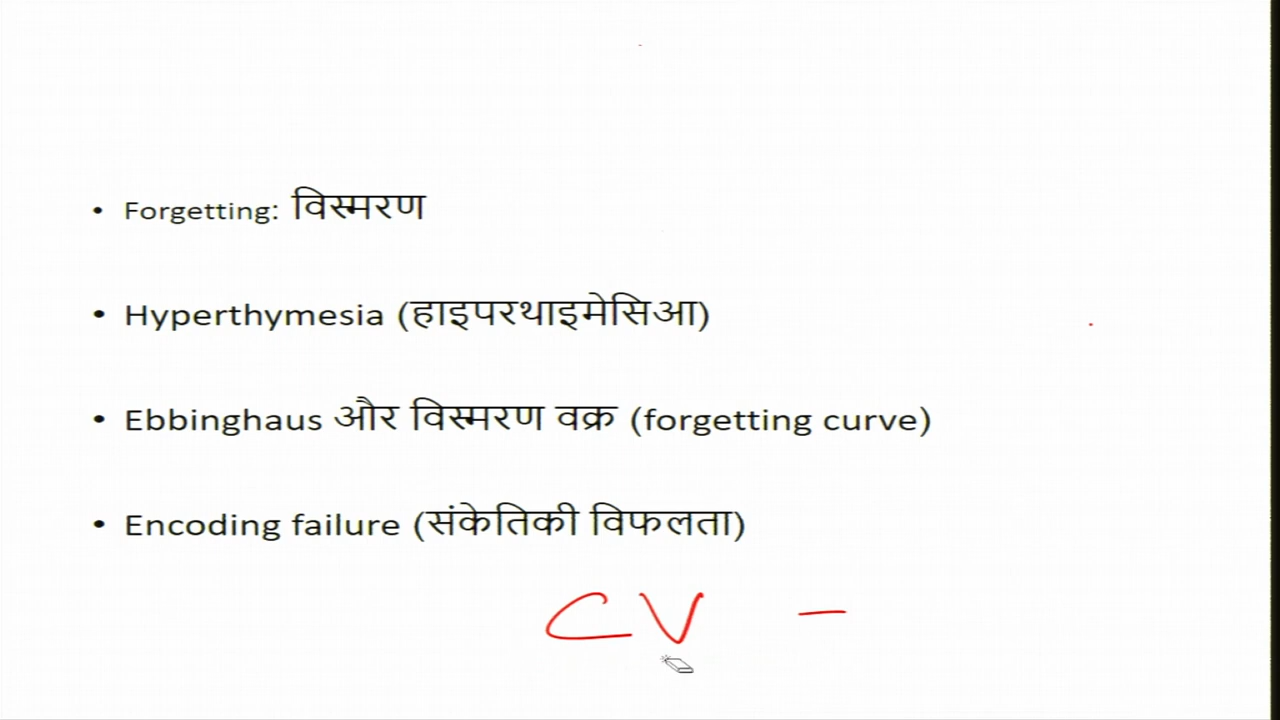 • Forgetting: विस्मरण
• Hyperthymesia (हाइपरथाइमेसिआ)
• Ebbinghaus और विस्मरण वक्र (forgetting curve)
• Encoding failure (संकेतिकी विफलता)
CV —